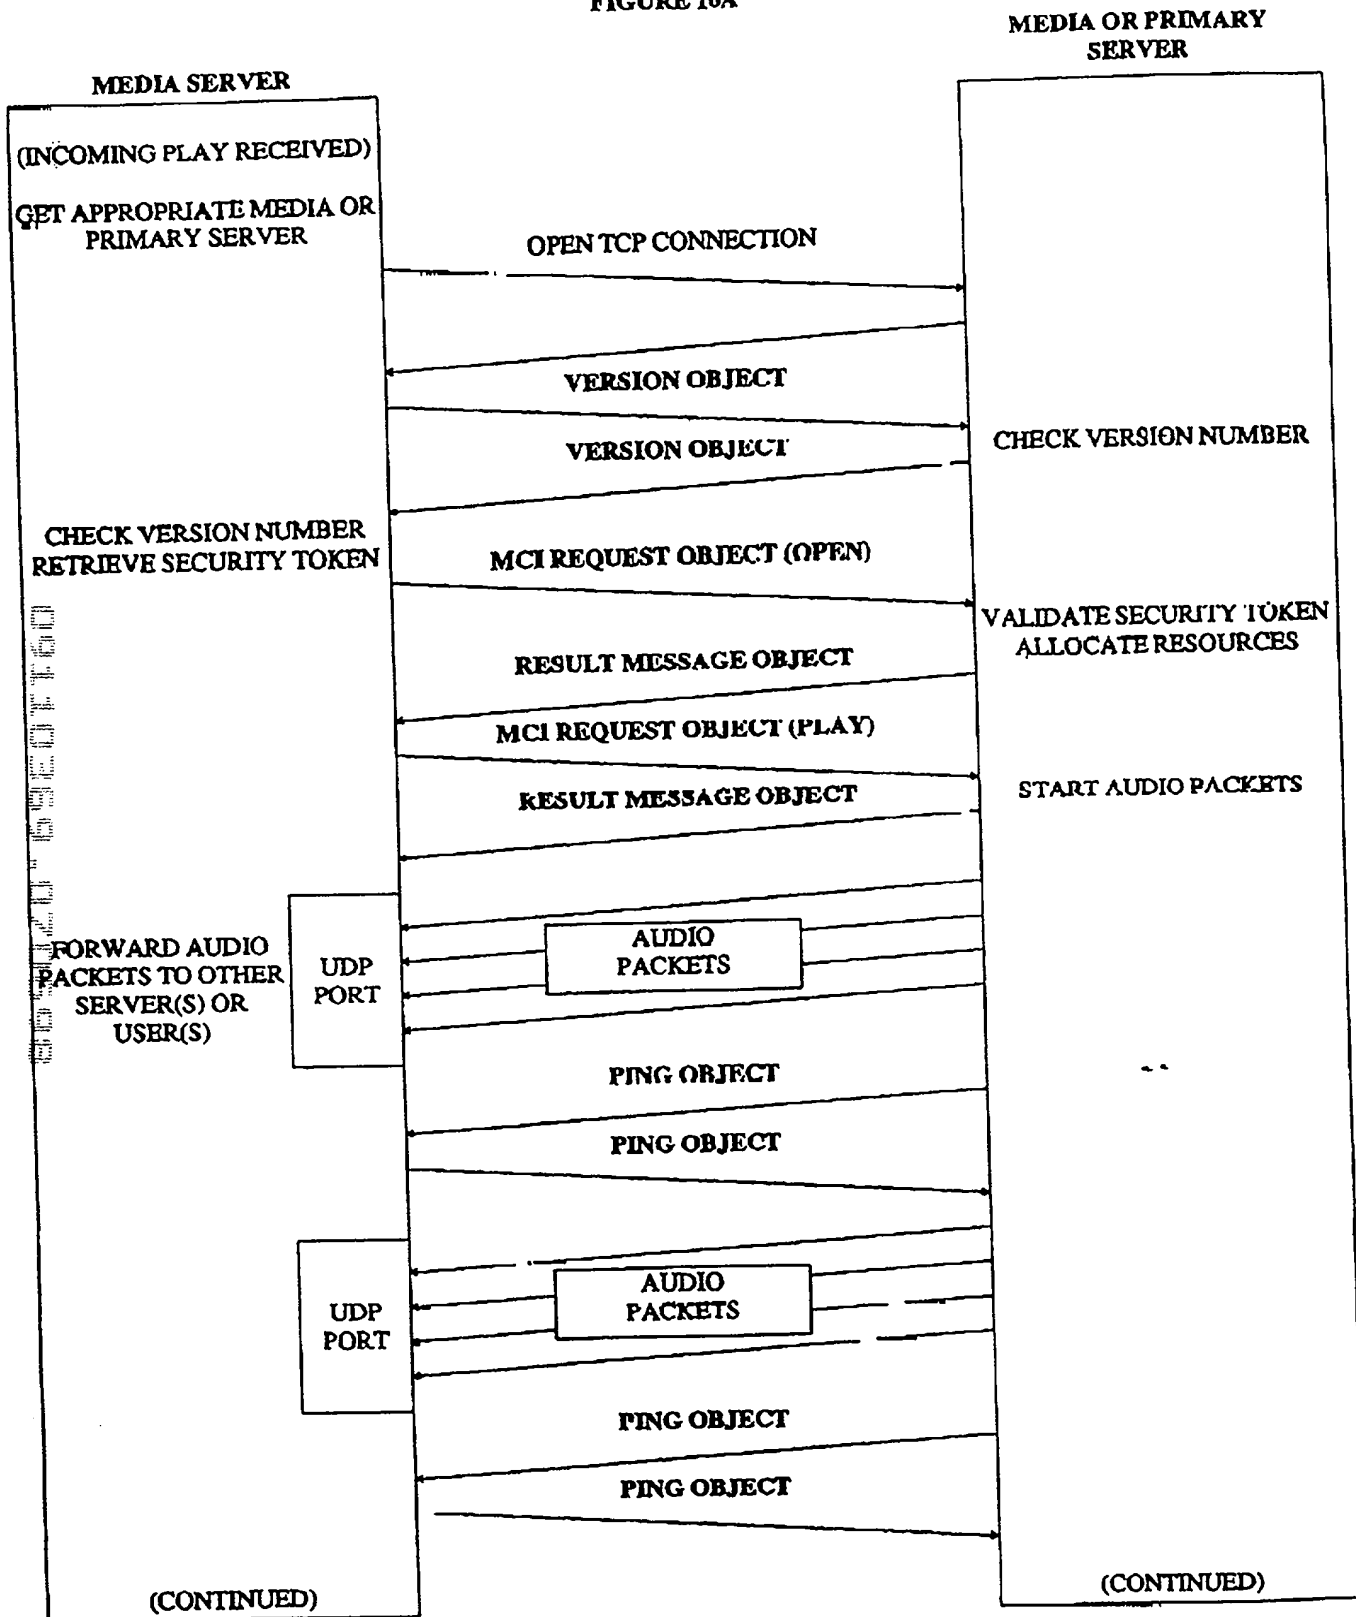 FIGURE 16A
MEDIA OR PRIMARY
SERVER
MEDIA SERVER
(INCOMING PLAY RECEIVED)
GET APPROPRIATE MEDIA OR
PRIMARY SERVER
OPEN TCP CONNECTION
VERSION OBJECT
VERSION OBJECT
CHECK VERSION NUMBER
CHECK VERSION NUMBER
RETRIEVE SECURITY TOKEN
MCI REQUEST OBJECT (OPEN)
VALIDATE SECURITY TOKEN
ALLOCATE RESOURCES
RESULT MESSAGE OBJECT
MCI REQUEST OBJECT (PLAY)
RESULT MESSAGE OBJECT
START AUDIO PACKETS
FORWARD AUDIO
PACKETS TO OTHER
SERVER(S) OR
USER(S)
UDP
PORT
AUDIO
PACKETS
PING OBJECT
PING OBJECT
UDP
PORT
AUDIO
PACKETS
PING OBJECT
PING OBJECT
(CONTINUED)
(CONTINUED)